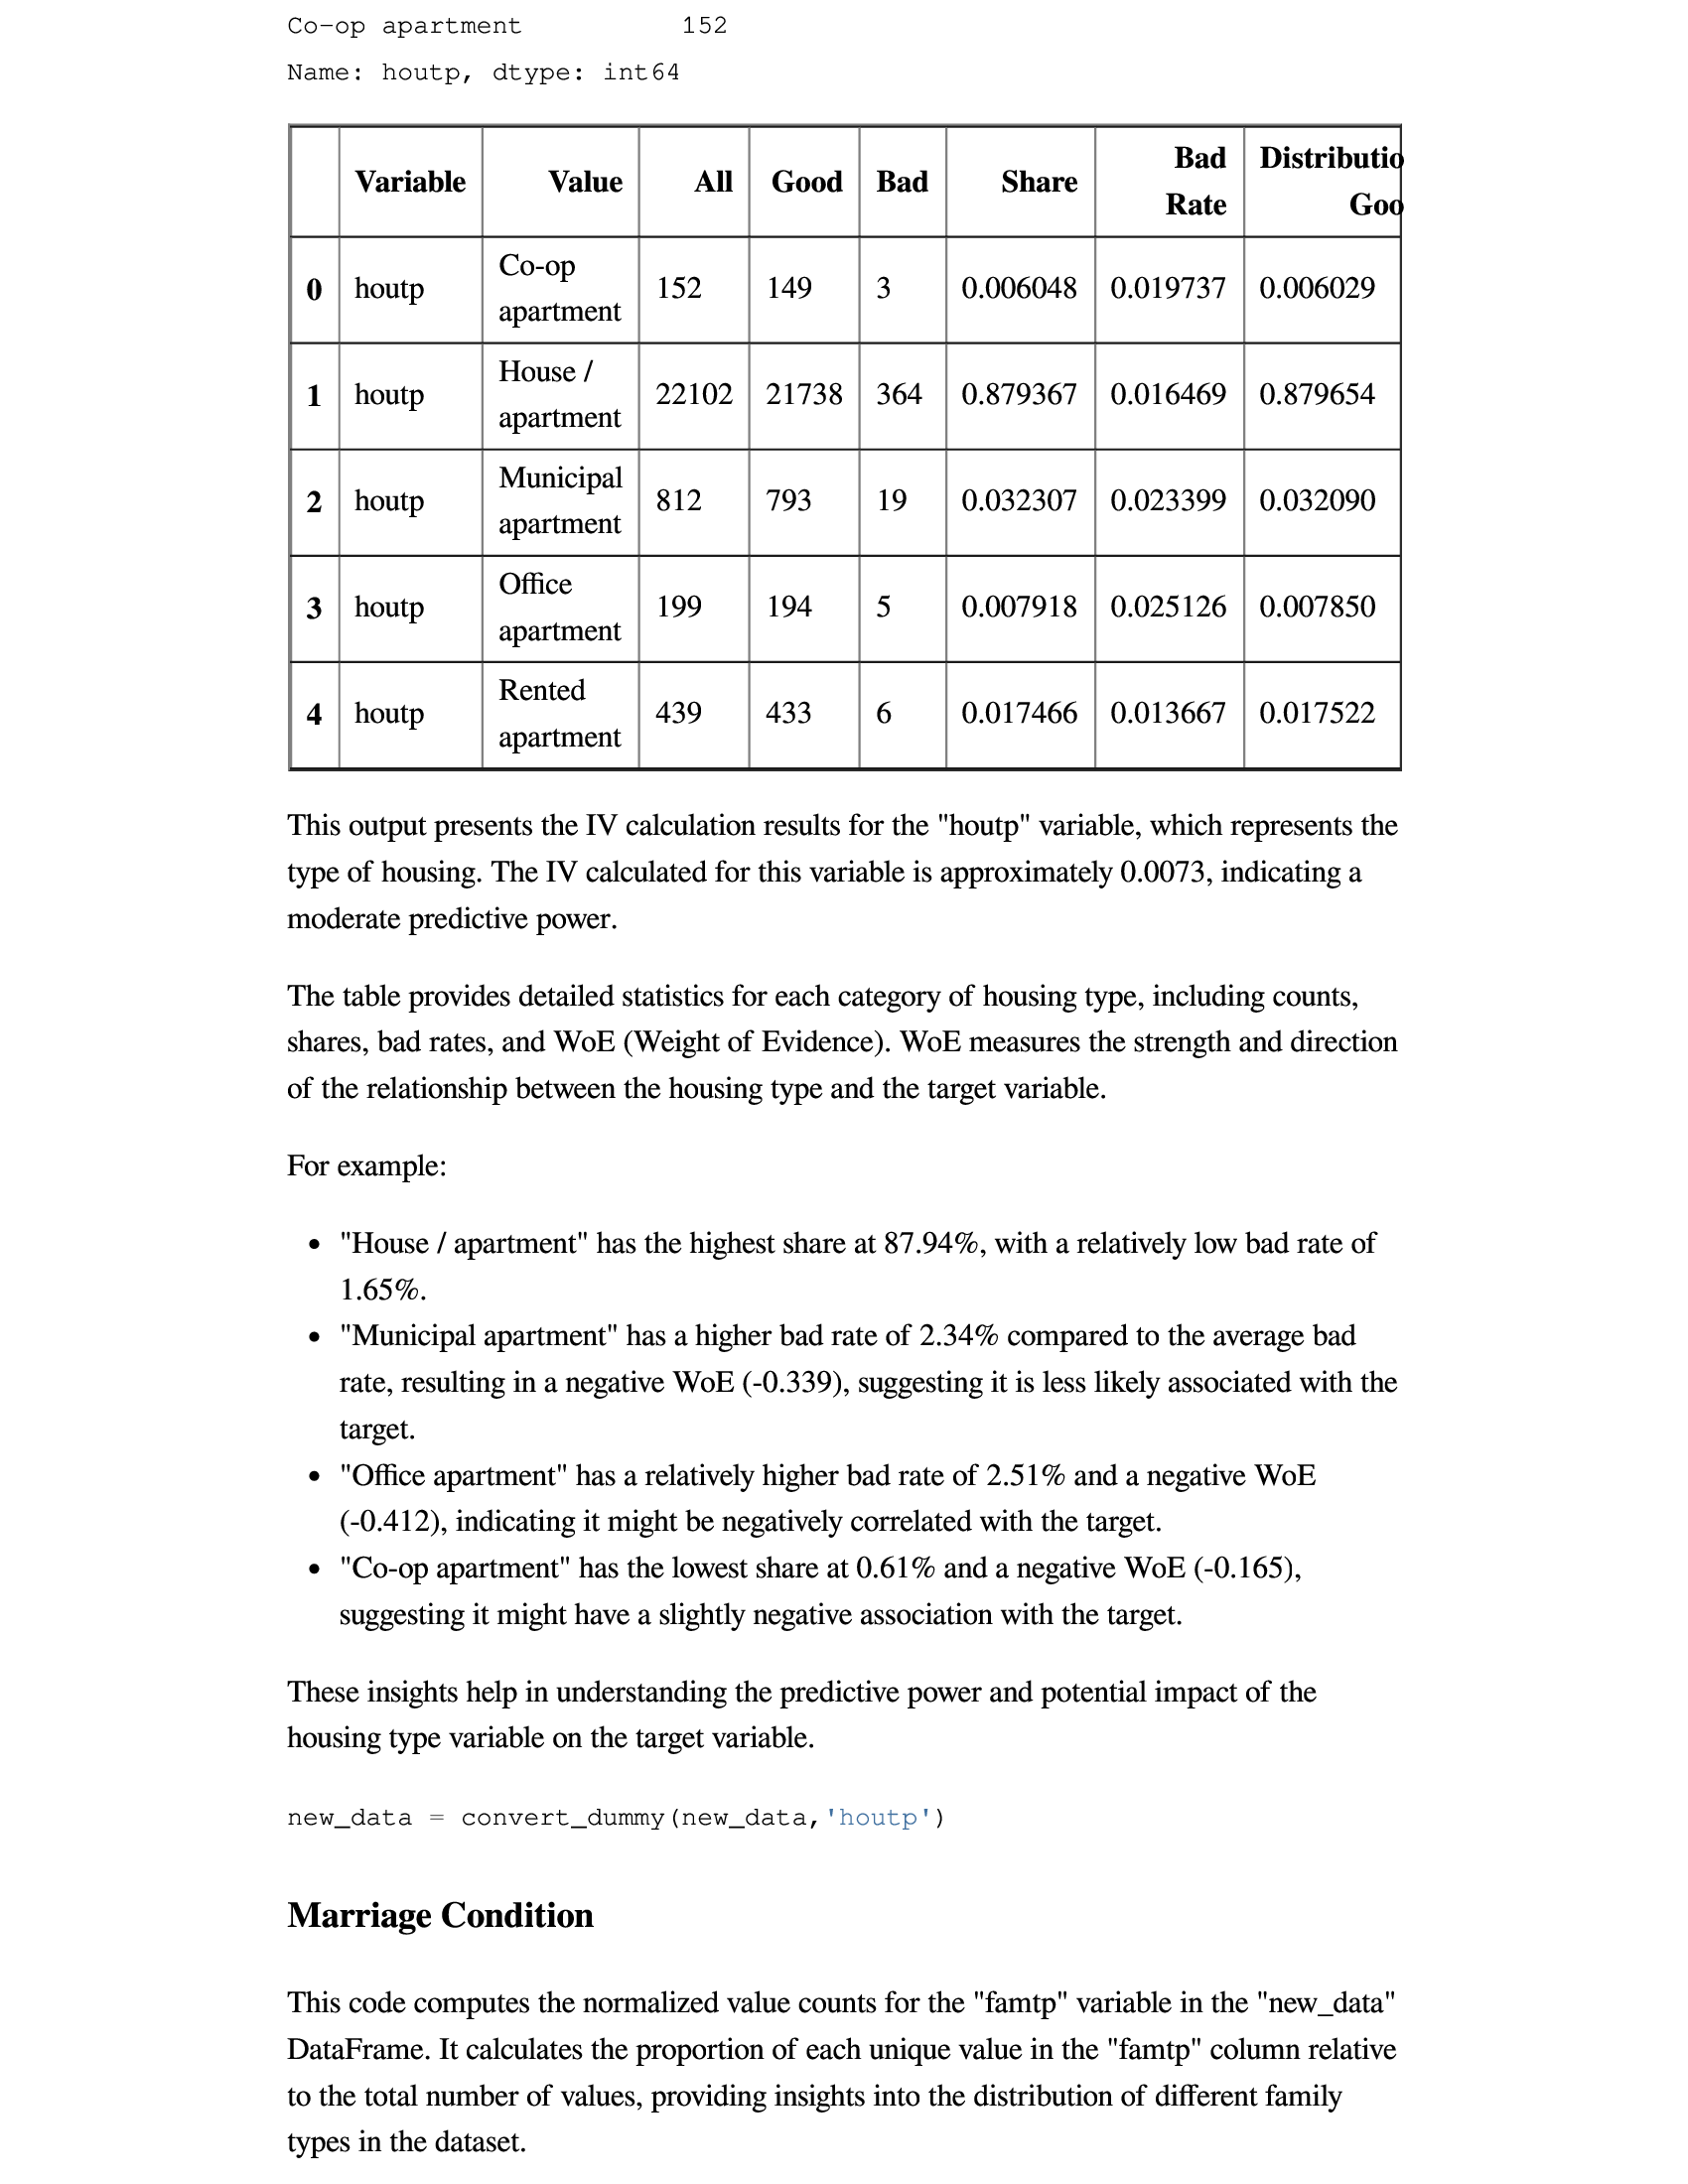 Co-op apartment 152
Name: houtp, dtype: int64
Variable Value All Good Bad Share Bad Rate Distributio Goo
0 houtp Co-op apartment 152 149 3 0.006048 0.019737 0.006029
1 houtp House / apartment 22102 21738 364 0.879367 0.016469 0.879654
2 houtp Municipal apartment 812 793 19 0.032307 0.023399 0.032090
3 houtp Office apartment 199 194 5 0.007918 0.025126 0.007850
4 houtp Rented apartment 439 433 6 0.017466 0.013667 0.017522
This output presents the IV calculation results for the "houtp" variable, which represents the
type of housing. The IV calculated for this variable is approximately 0.0073, indicating a
moderate predictive power.
The table provides detailed statistics for each category of housing type, including counts,
shares, bad rates, and WoE (Weight of Evidence). WoE measures the strength and direction
of the relationship between the housing type and the target variable.
For example:
• "House / apartment" has the highest share at 87.94%, with a relatively low bad rate of
1.65%.
• "Municipal apartment" has a higher bad rate of 2.34% compared to the average bad
rate, resulting in a negative WoE (-0.339), suggesting it is less likely associated with the
target.
• "Office apartment" has a relatively higher bad rate of 2.51% and a negative WoE
(-0.412), indicating it might be negatively correlated with the target.
• "Co-op apartment" has the lowest share at 0.61% and a negative WoE (-0.165),
suggesting it might have a slightly negative association with the target.
These insights help in understanding the predictive power and potential impact of the
housing type variable on the target variable.
new_data = convert_dummy(new_data,'houtp')
Marriage Condition
This code computes the normalized value counts for the "famtp" variable in the "new_data"
DataFrame. It calculates the proportion of each unique value in the "famtp" column relative
to the total number of values, providing insights into the distribution of different family
types in the dataset.